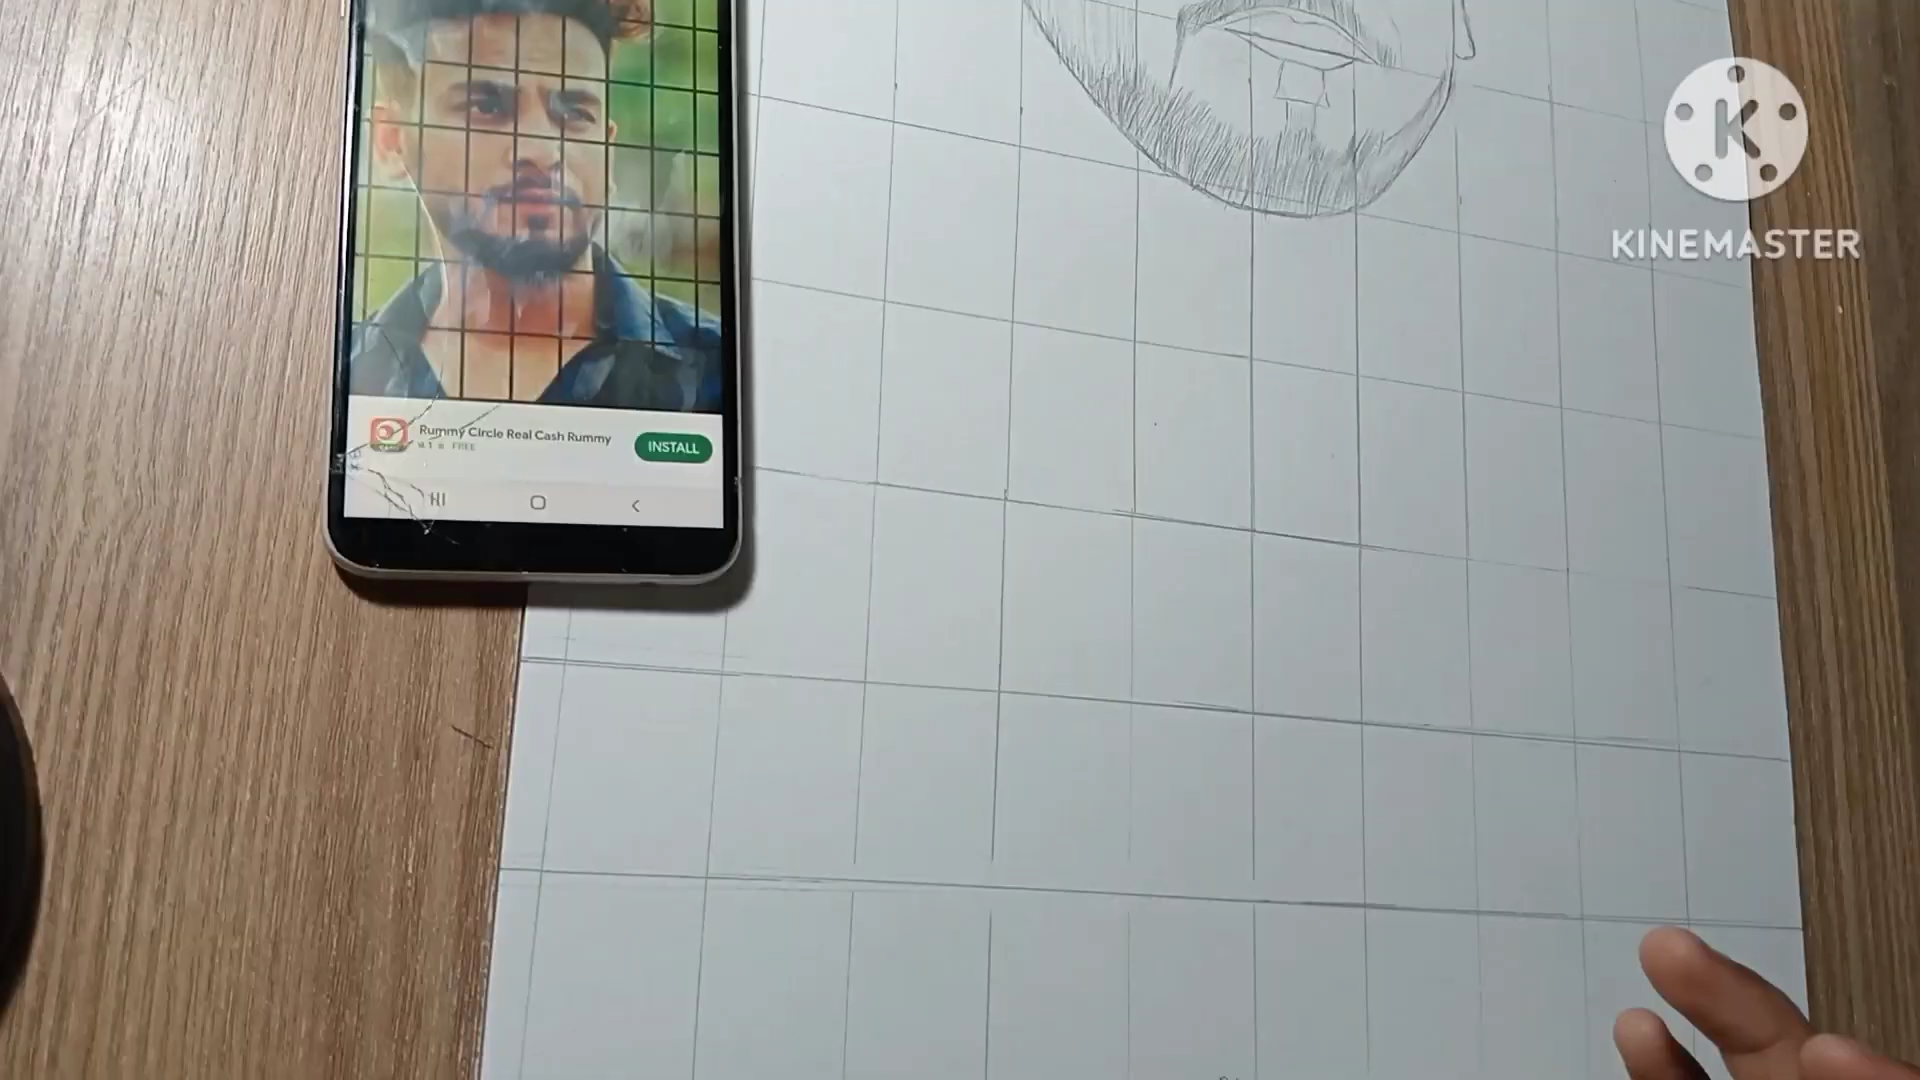 K
KINEMASTER
Rummy Circle Real Cash Rummy
FREE
INSTALL